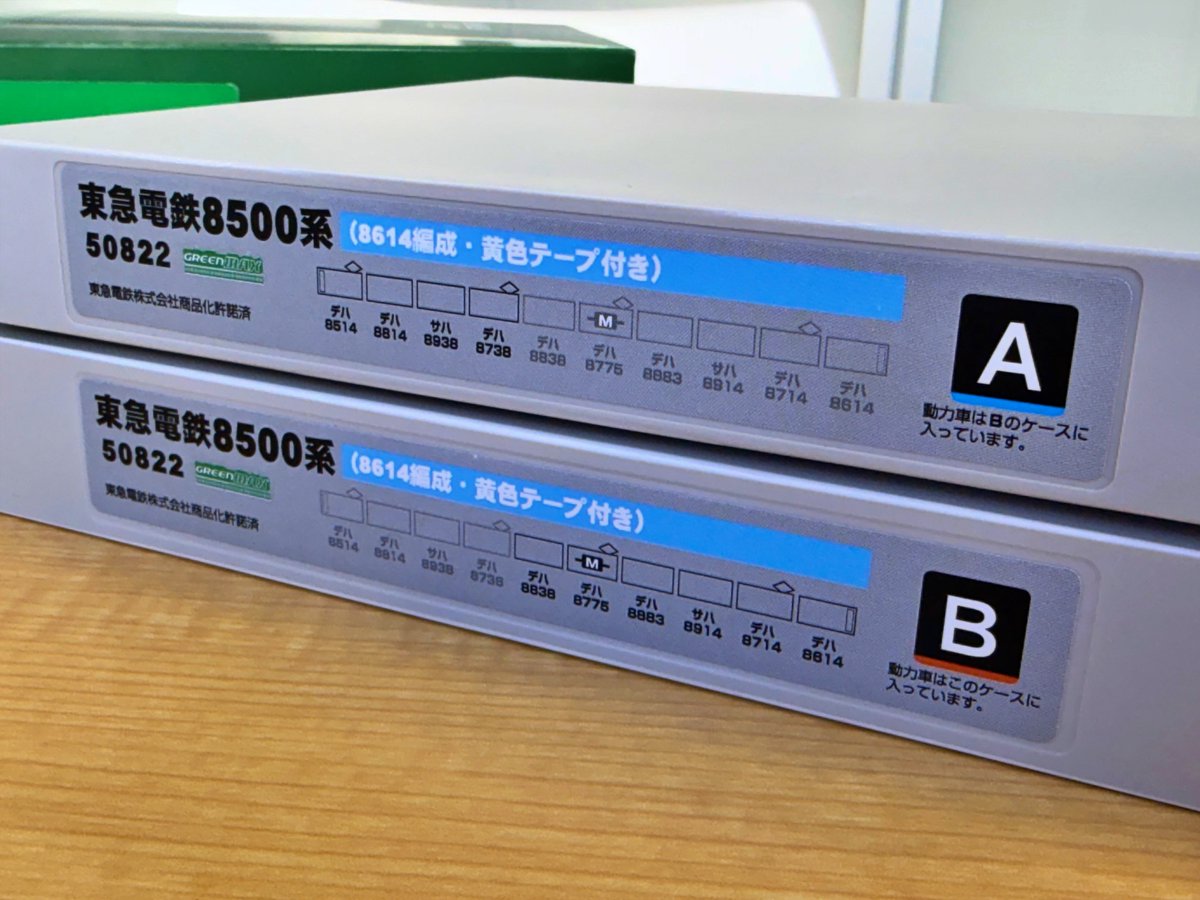 東急電鉄8500系
(8614編成・黄色テープ付き)
50822 GREENMAX
東急電鉄株式会社商品化許諾済
M
デハ デハ サハ デハ デハ デハ デハ サハ デハ デハ
8514 8814 8938 8738 8838 8775 8883 8914 8714 8614
A
動力車はBのケースに
入っています。
東急電鉄8500系
(8614編成・黄色テープ付き)
50822 GREENMAX
東急電鉄株式会社商品化許諾済
M
デハ デハ サハ デハ デハ デハ デハ サハ デハ デハ
8514 8814 8938 8738 8838 8775 8883 8914 8714 8614
B
動力車はこのケースに
入っています。